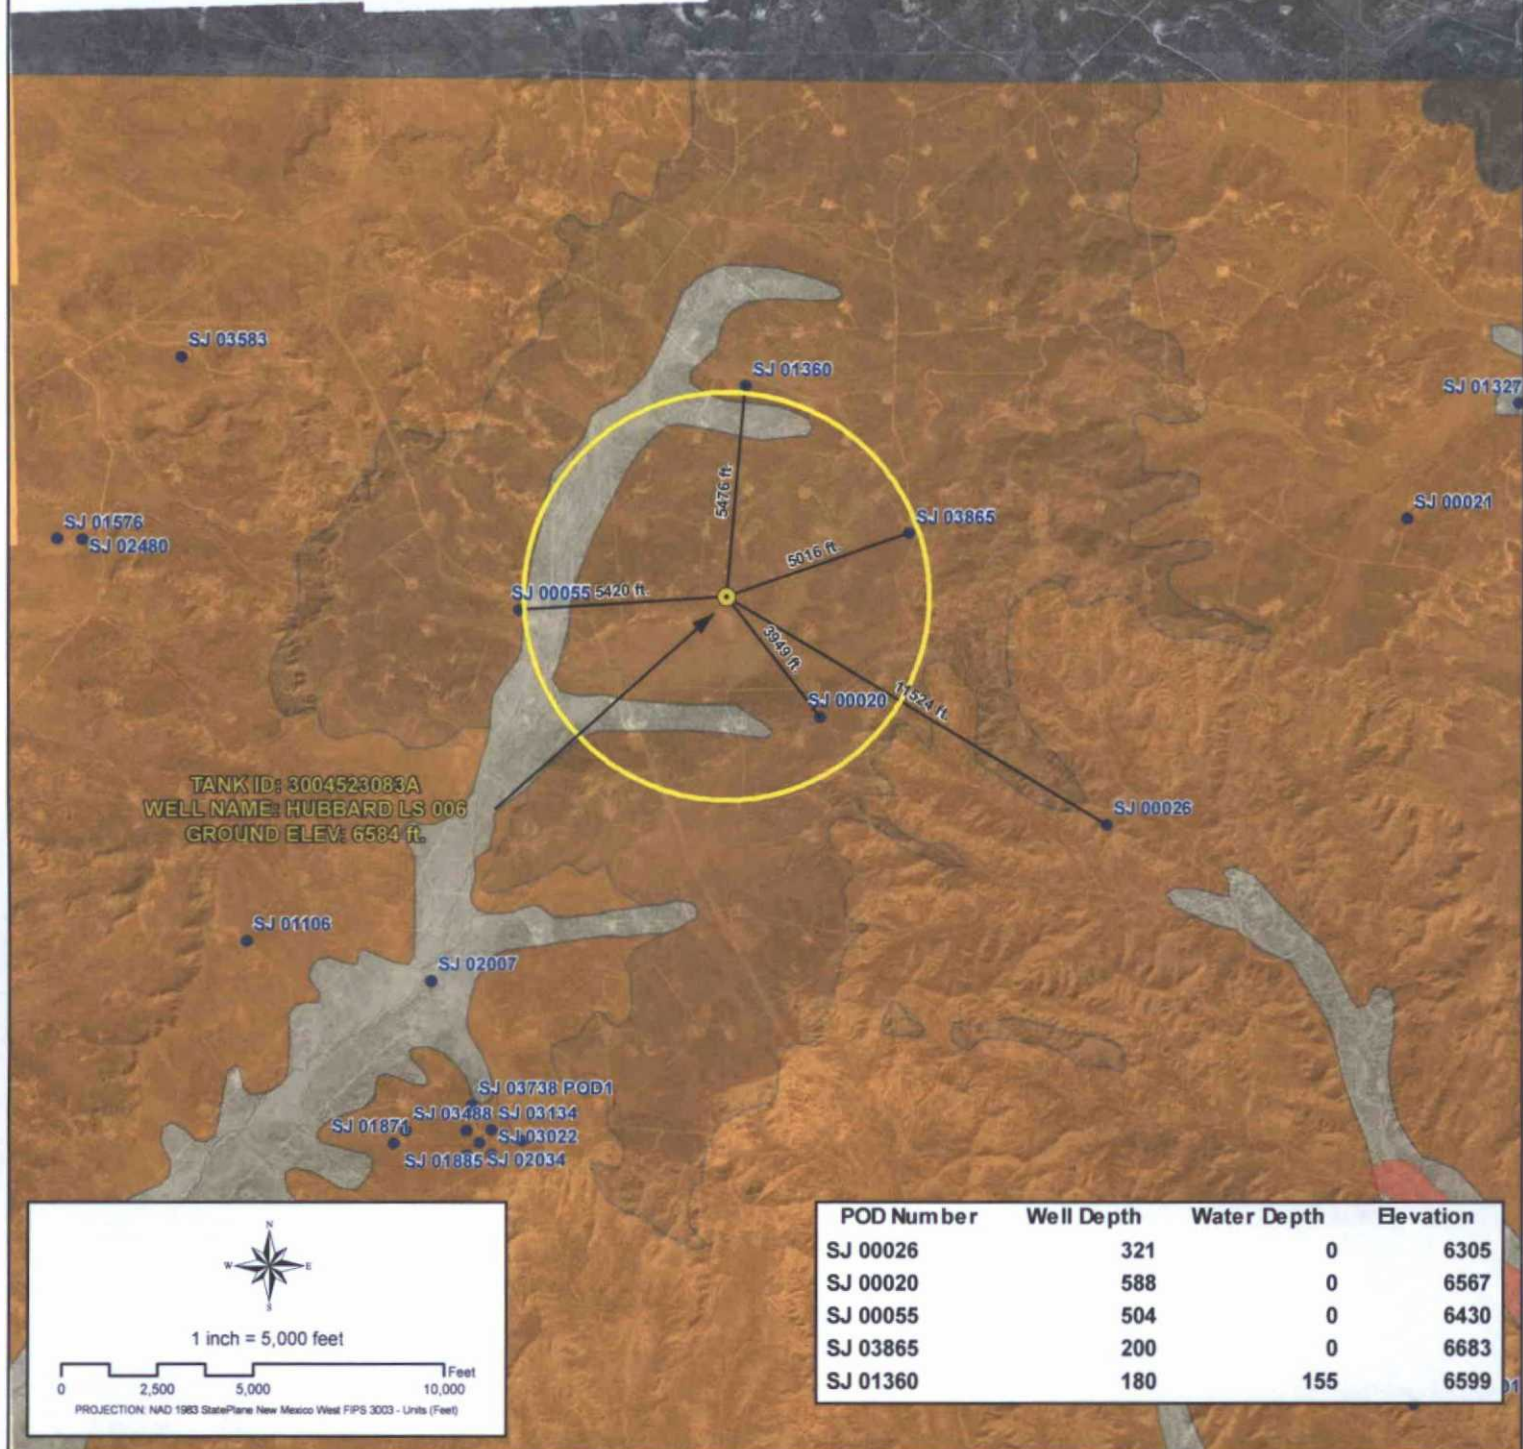 SJ 03583
SJ 01360
SJ 01327
5476 ft.
SJ 00021
SJ 03865
SJ 01576
SJ 02480
5016 ft.
SJ 00055
5420 ft.
3949 ft.
SJ 00020
11524 ft.
TANK ID: 3004523083A
WELL NAME: HUBBARD LS 006
GROUND ELEV: 6584 ft.
SJ 00026
SJ 01106
SJ 02007
SJ 03738 POD1
SJ 03488
SJ 03134
SJ 01871
SJ 03022
SJ 01885
SJ 02034
N
W
E
S
1 inch = 5,000 feet
Feet
0 2,500 5,000 10,000
PROJECTION: NAD 1983 StatePlane New Mexico West FIPS 3003 - Units (Feet)
POD Number Well Depth Water Depth Elevation
SJ 00026 321 0 6305
SJ 00020 588 0 6567
SJ 00055 504 0 6430
SJ 03865 200 0 6683
SJ 01360 180 155 6599